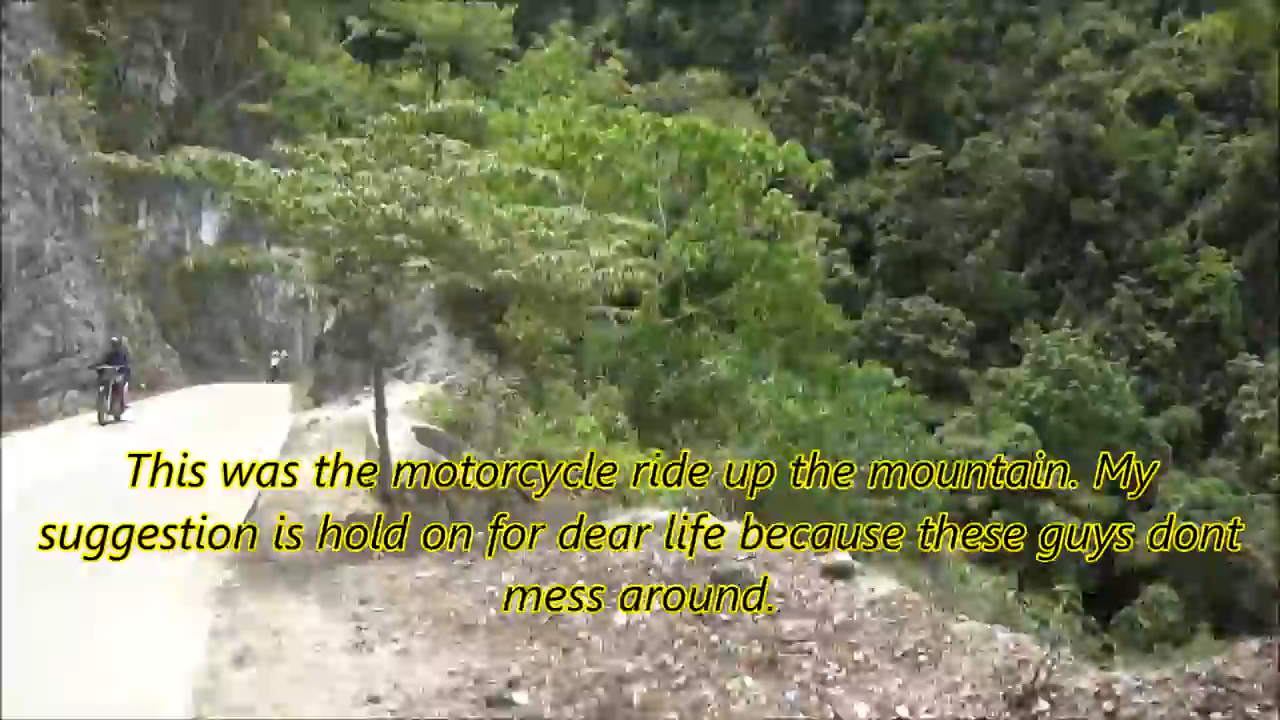 This was the motorcycle ride up the mountain. My
suggestion is hold on for dear life because these guys dont
mess around.